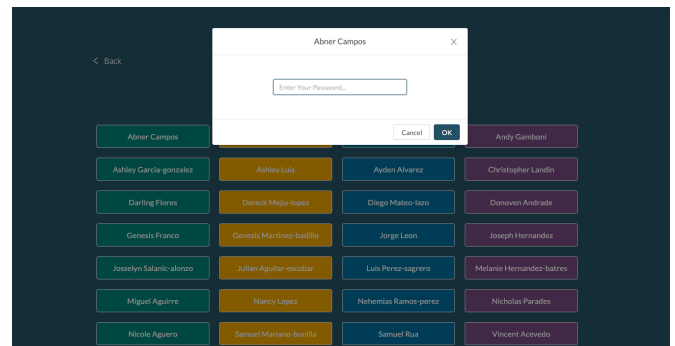 Abner Campos
Back
Enter Your Password...
Cancel OK
Abner Campos Andy Gamboni
Ashley Garcia-gonzalez Ashley Luis Ayden Alvarez Christopher Landin
Darling Flores Dereck Mejia-lopez Diego Mateo-lazo Donoven Andrade
Genesis Franco Genesis Martinez-badillo Jorge Leon Joseph Hernandez
Josselyn Salanic-alonzo Julian Aguilar-escobar Luis Perez-sagrero Melanie Hernandez-batres
Miguel Aguirre Nancy Lopez Nehemias Ramos-perez Nicholas Parades
Nicole Aguero Samuel Mariano-bonilla Samuel Rua Vincent Acevedo